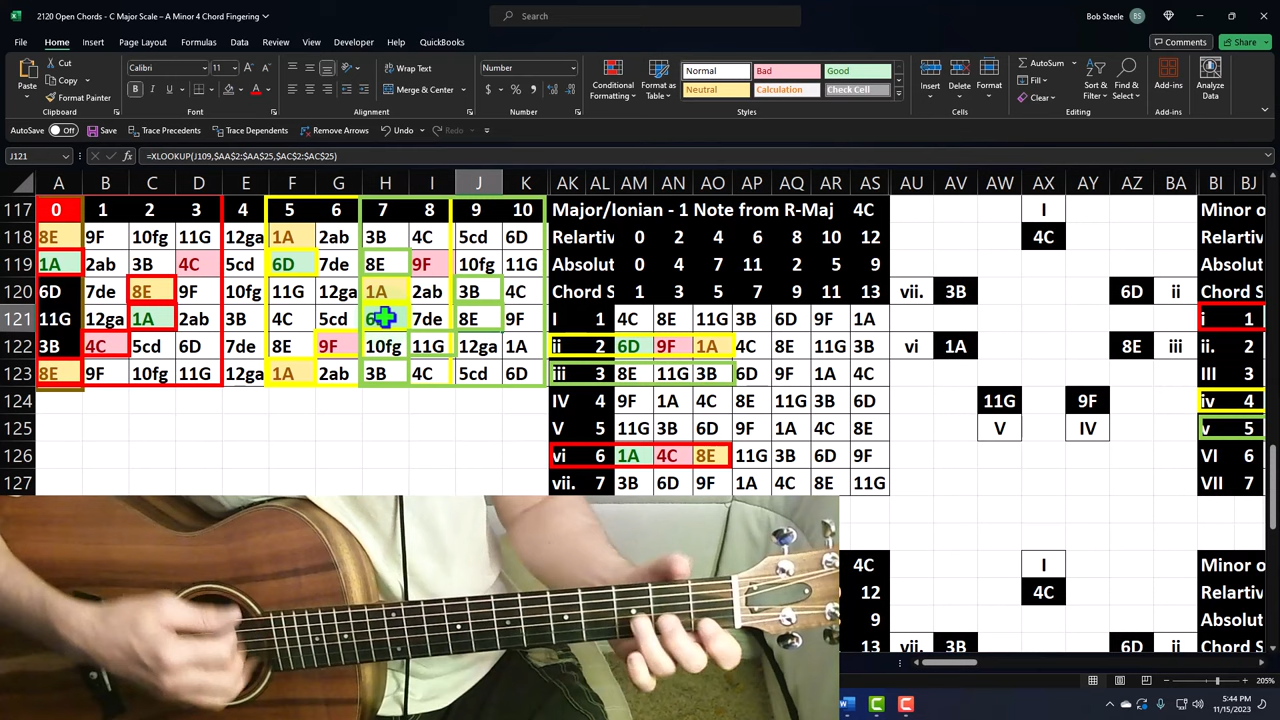 2120 Open Chords - C Major Scale – A Minor 4 Chord Fingering
Search
Bob Steele BS
File Home Insert Page Layout Formulas Data Review View Developer Help QuickBooks
Comments Share
Paste Cut Copy Format Painter
Clipboard
Calibri 11
B I U
Font
Wrap Text
Merge & Center
Alignment
Number
$ % ,
Number
Conditional Formatting Format as Table
Normal Bad Good
Neutral Calculation Check Cell
Styles
Insert Delete Format
Cells
AutoSum Fill Clear
Sort & Filter Find & Select
Editing
Add-ins
Add-ins
Analyze Data
AutoSave Off Save Trace Precedents Trace Dependents Remove Arrows Undo Redo
J121 fx =XLOOKUP(J109,$AA$2:$AA$25,$AC$2:$AC$25)
A B C D E F G H I J K AK AL AM AN AO AP AQ AR AS AU AV AW AX AY AZ BA BI BJ
117 0 1 2 3 4 5 6 7 8 9 10 Major/Ionian - 1 Note from R-Maj 4C I Minor o
118 8E 9F 10fg 11G 12ga 1A 2ab 3B 4C 5cd 6D Relartiv 0 2 4 6 8 10 12 4C Relartiv
119 1A 2ab 3B 4C 5cd 6D 7de 8E 9F 10fg 11G Absolut 0 4 7 11 2 5 9 Absolut
120 6D 7de 8E 9F 10fg 11G 12ga 1A 2ab 3B 4C Chord S 1 3 5 7 9 11 13 vii. 3B 6D ii Chord S
121 11G 12ga 1A 2ab 3B 4C 5cd 7de 8E 9F I 1 4C 8E 11G 3B 6D 9F 1A i 1
122 3B 4C 5cd 6D 7de 8E 9F 10fg 11G 12ga 1A ii 2 6D 9F 1A 4C 8E 11G 3B vi 1A 8E iii ii. 2
123 8E 9F 10fg 11G 12ga 1A 2ab 3B 4C 5cd 6D iii 3 8E 11G 3B 6D 9F 1A 4C III 3
124 IV 4 9F 1A 4C 8E 11G 3B 6D 11G 9F iv 4
125 V 5 11G 3B 6D 9F 1A 4C 8E V IV v 5
126 vi 6 1A 4C 8E 11G 3B 6D 9F VI 6
127 vii. 7 3B 6D 9F 1A 4C 8E 11G VII 7
4C I Minor o
12 4C Relartiv
9 Absolut
13 vii. 3B 6D ii Chord S
205%
5:44 PM
11/15/2023